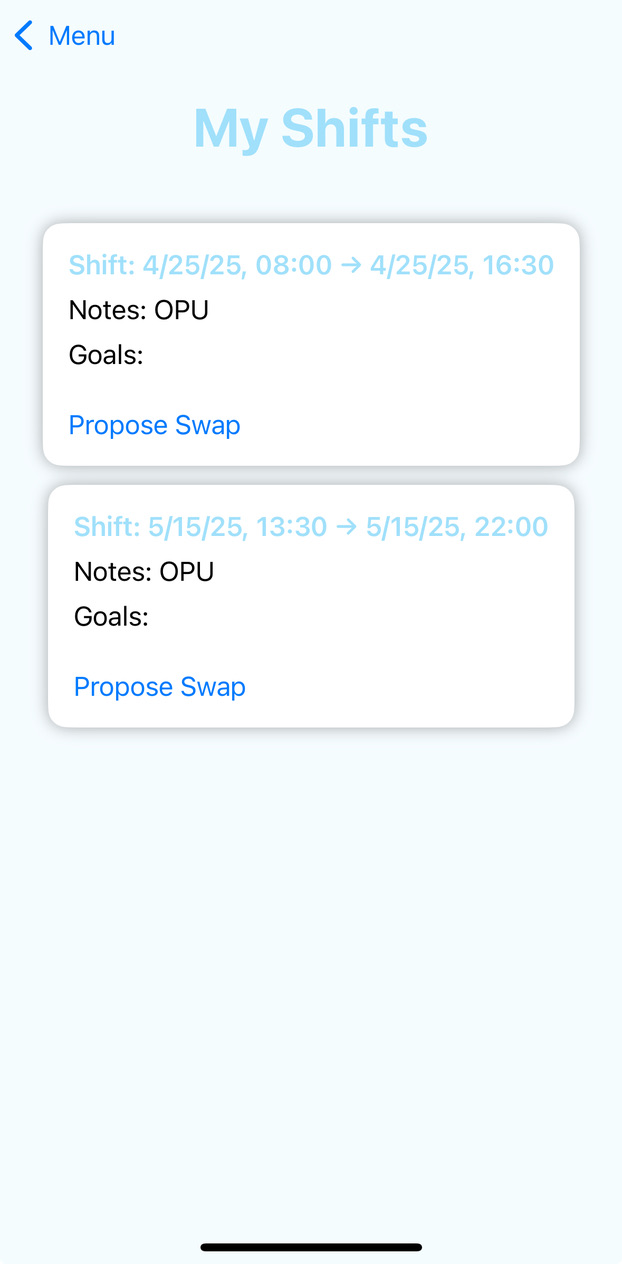 Menu
My Shifts
Shift: 4/25/25, 08:00 → 4/25/25, 16:30
Notes: OPU
Goals:
Propose Swap
Shift: 5/15/25, 13:30 → 5/15/25, 22:00
Notes: OPU
Goals:
Propose Swap